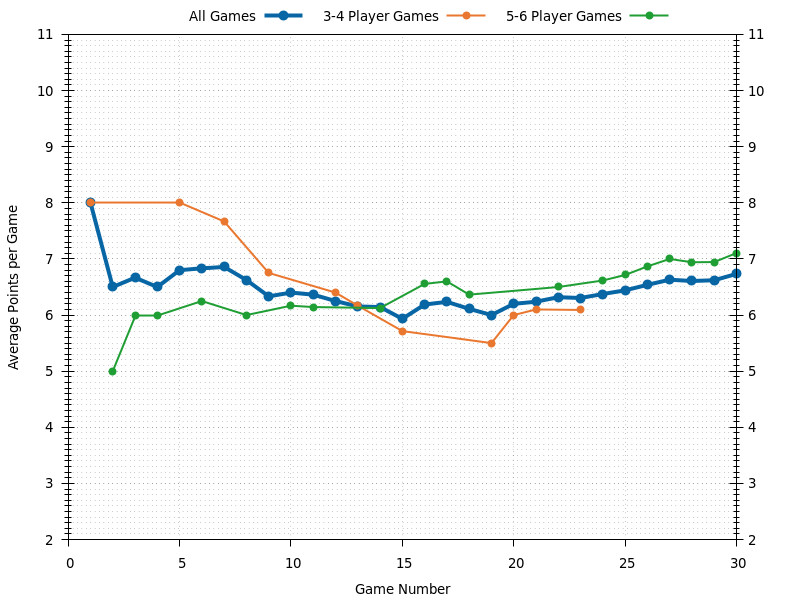 All Games 3-4 Player Games 5-6 Player Games
11 11
10 10
9 9
8 8
7 7
6 6
5 5
4 4
3 3
2 2
Average Points per Game
0 5 10 15 20 25 30
Game Number